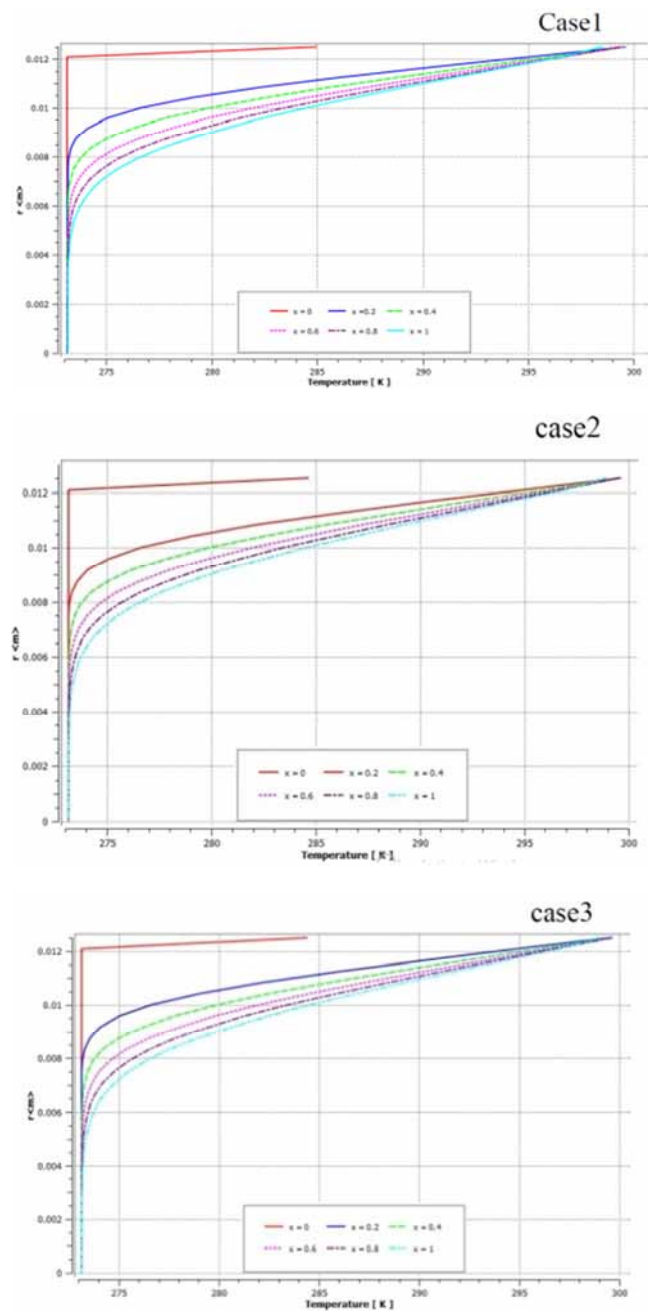 Case1
0.012
0.01
0.008
0.006
0.004
0.002
0
r <m>
x = 0 x =0.2 x = 0.4
x = 0.6 x = 0.8 x = 1
275 280 285 290 295 300
Temperature [ K ]
case2
0.012
0.01
0.008
0.006
0.004
0.002
0
r <m>
x = 0 x = 0.2 x = 0.4
x = 0.6 x = 0.8 x = 1
275 280 285 290 295 300
Temperature [ K ]
case3
0.012
0.01
0.008
0.006
0.004
0.002
0
r<m>
x = 0 x = 0.2 x = 0.4
x = 0.6 x = 0.8 x = 1
275 280 285 290 295 300
Temperature [ K ]